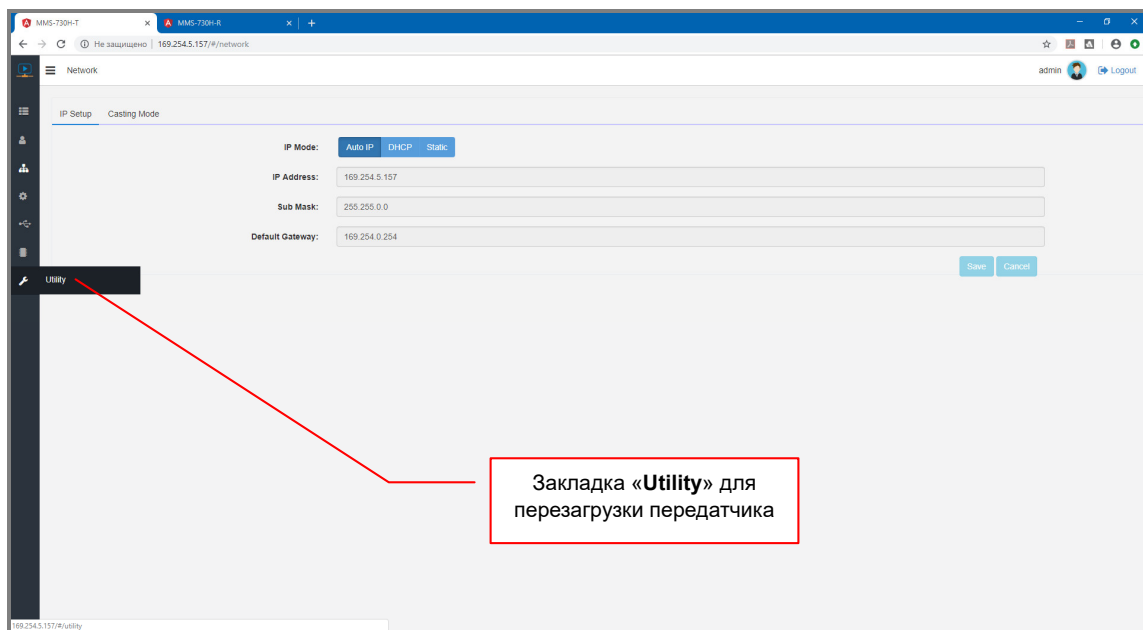 MMS-730H-T
MMS-730H-R
Не защищено | 169.254.5.157/#/network
Network
admin
Logout
IP Setup
Casting Mode
IP Mode:
Auto IP DHCP Static
IP Address:
169.254.5.157
Sub Mask:
255.255.0.0
Default Gateway:
169.254.0.254
Save Cancel
Utility
Закладка «Utility» для
перезагрузки передатчика
169.254.5.157/#/utility